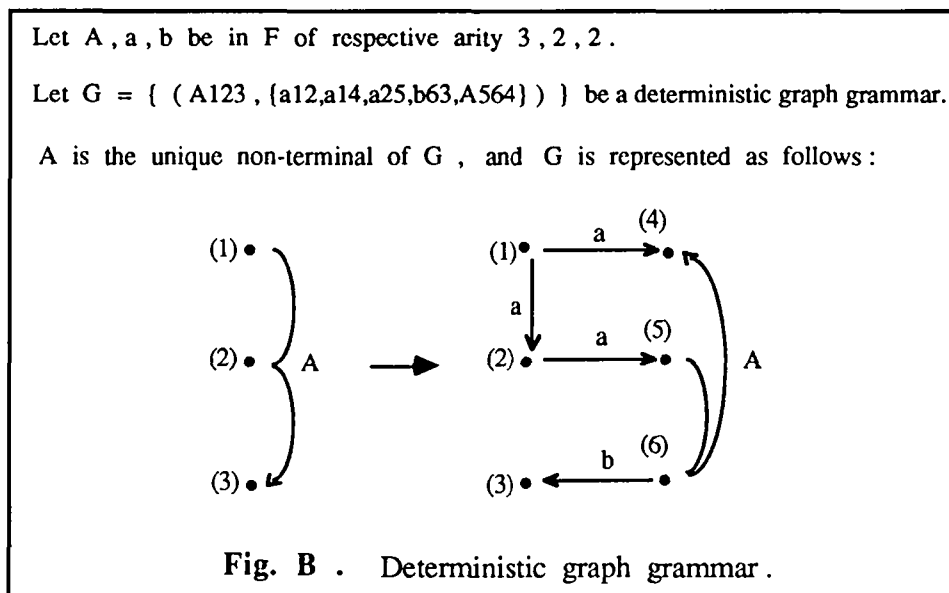 Let A , a , b be in F of respective arity 3 , 2 , 2 .
Let G = { ( A123 , {a12,a14,a25,b63,A564} ) } be a deterministic graph grammar.
A is the unique non-terminal of G , and G is represented as follows :
(1) (1) a (4)
a
(2) A (2) a (5) A
(3) (3) b (6)
Fig. B . Deterministic graph grammar .